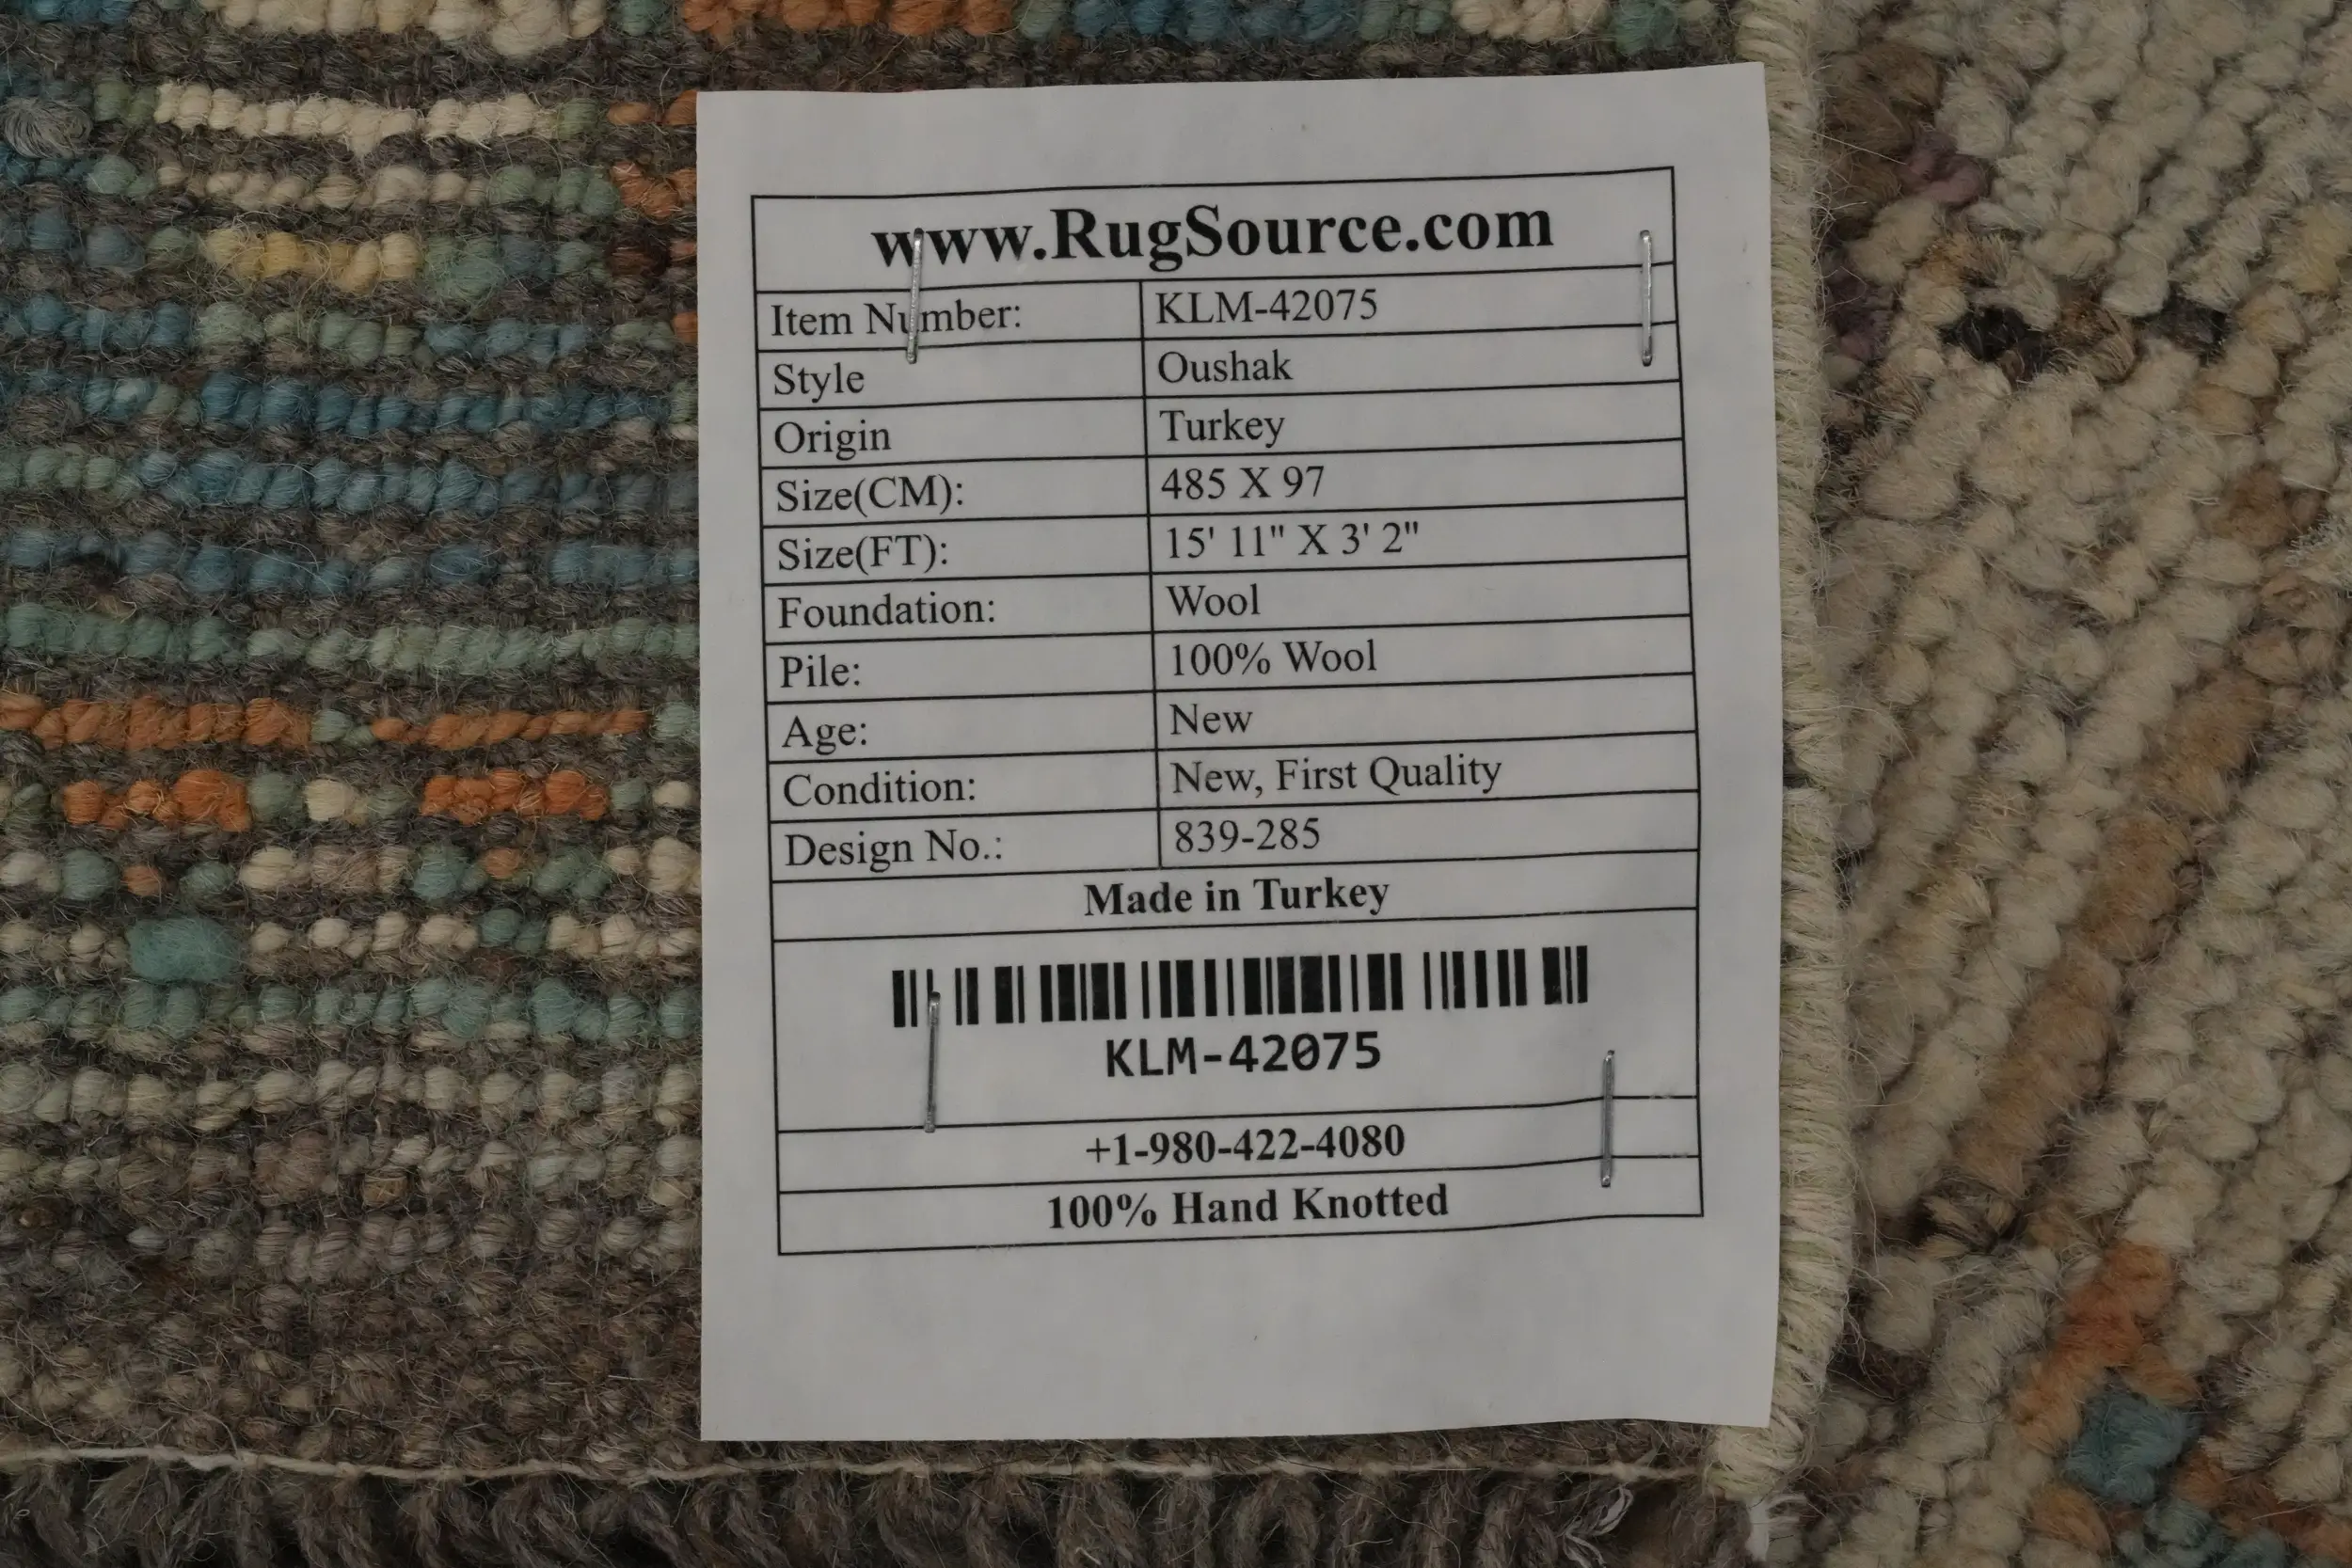 www.RugSource.com
Item Number: KLM-42075
Style Oushak
Origin Turkey
Size(CM): 485 X 97
Size(FT): 15' 11" X 3' 2"
Foundation: Wool
Pile: 100% Wool
Age: New
Condition: New, First Quality
Design No.: 839-285
Made in Turkey
KLM-42075
+1-980-422-4080
100% Hand Knotted